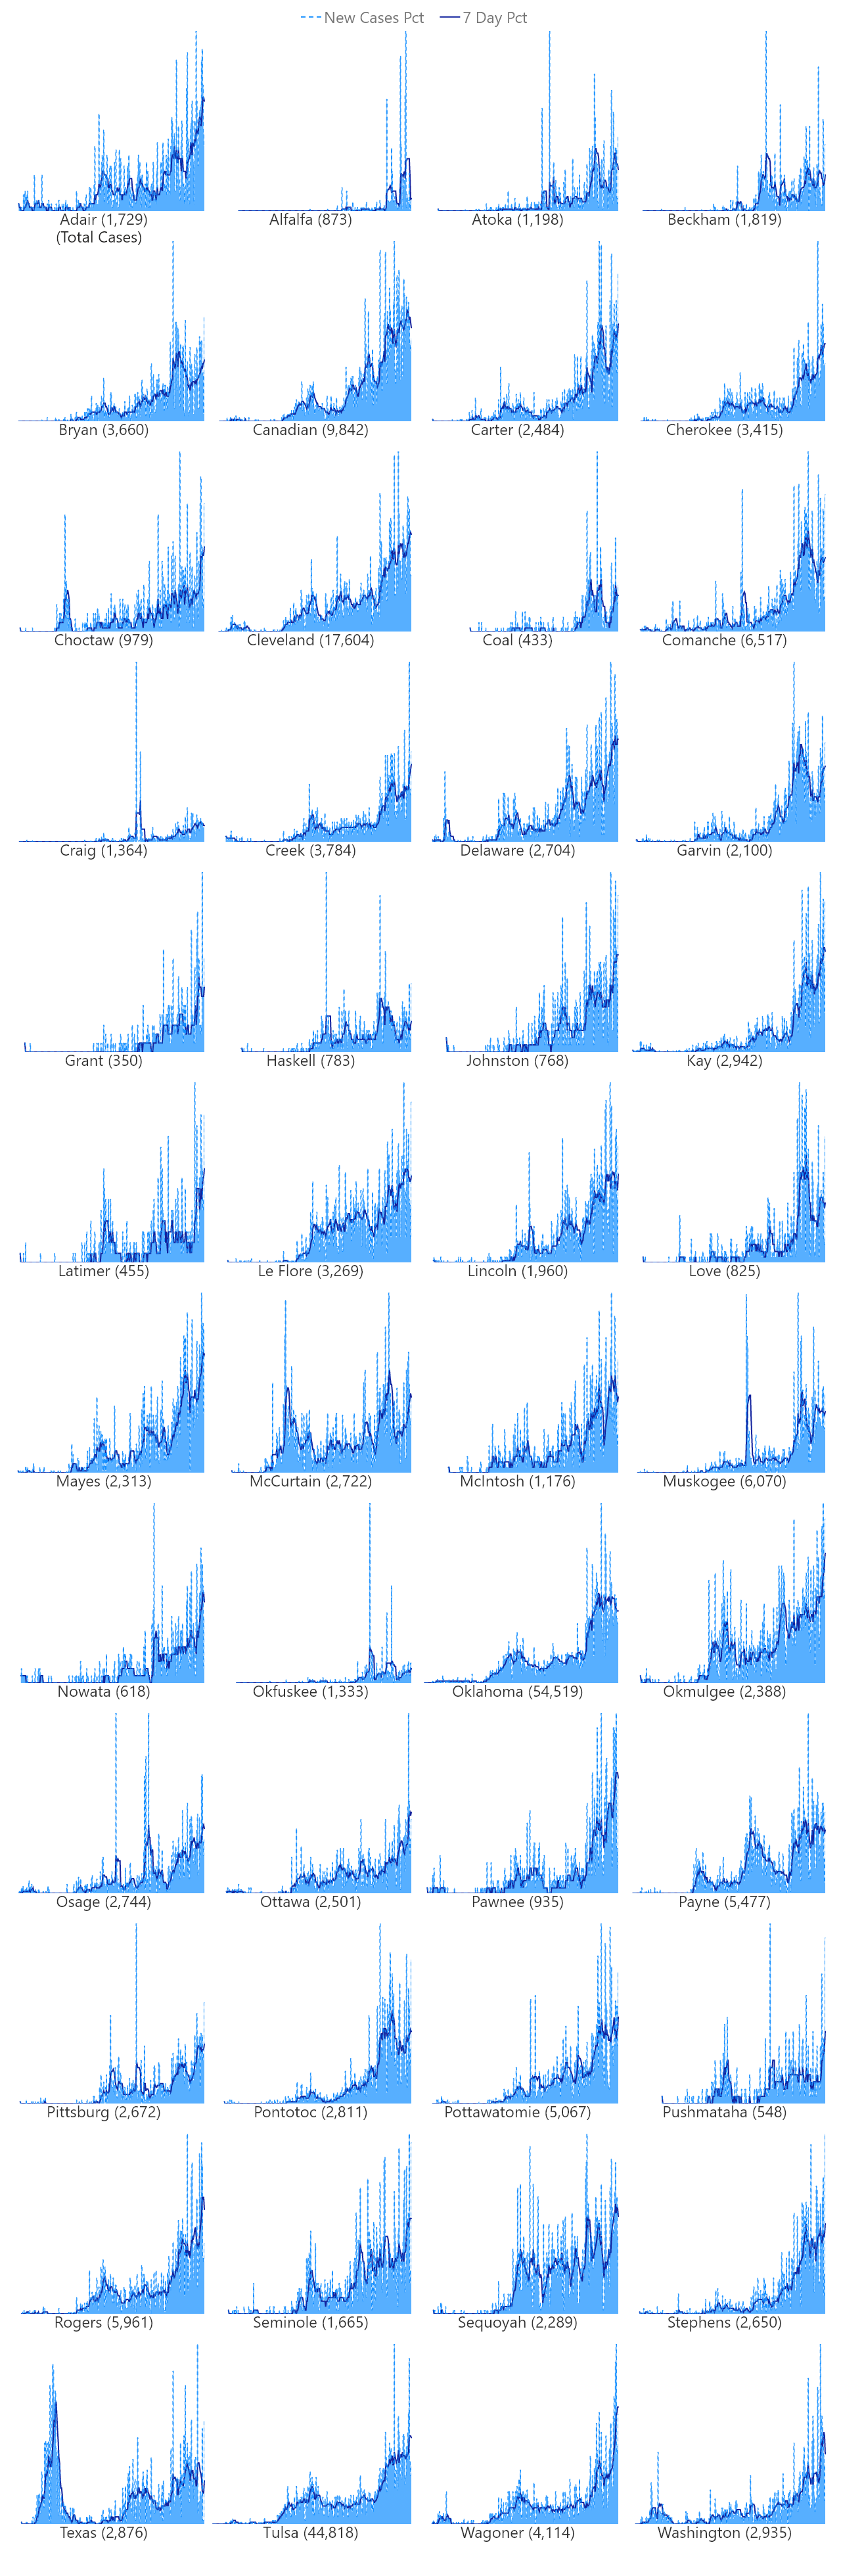 New Cases Pct 7 Day Pct
Adair (1,729) Alfalfa (873) Atoka (1,198) Beckham (1,819)
(Total Cases)
Bryan (3,660) Canadian (9,842) Carter (2,484) Cherokee (3,415)
Choctaw (979) Cleveland (17,604) Coal (433) Comanche (6,517)
Craig (1,364) Creek (3,784) Delaware (2,704) Garvin (2,100)
Grant (350) Haskell (783) Johnston (768) Kay (2,942)
Latimer (455) Le Flore (3,269) Lincoln (1,960) Love (825)
Mayes (2,313) McCurtain (2,722) McIntosh (1,176) Muskogee (6,070)
Nowata (618) Okfuskee (1,333) Oklahoma (54,519) Okmulgee (2,388)
Osage (2,744) Ottawa (2,501) Pawnee (935) Payne (5,477)
Pittsburg (2,672) Pontotoc (2,811) Pottawatomie (5,067) Pushmataha (548)
Rogers (5,961) Seminole (1,665) Sequoyah (2,289) Stephens (2,650)
Texas (2,876) Tulsa (44,818) Wagoner (4,114) Washington (2,935)